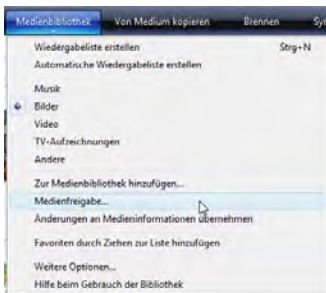 Medienbibliothek Von Medium kopieren Brennen Sy
Wiedergabeliste erstellen Strg+N
Automatische Wiedergabeliste erstellen
Musik
Bilder
Video
TV-Aufzeichnungen
Andere
Zur Medienbibliothek hinzufügen...
Medienfreigabe...
Änderungen an Medieninformationen übernehmen
Favoriten durch Ziehen zur Liste hinzufügen
Weitere Optionen...
Hilfe beim Gebrauch der Bibliothek